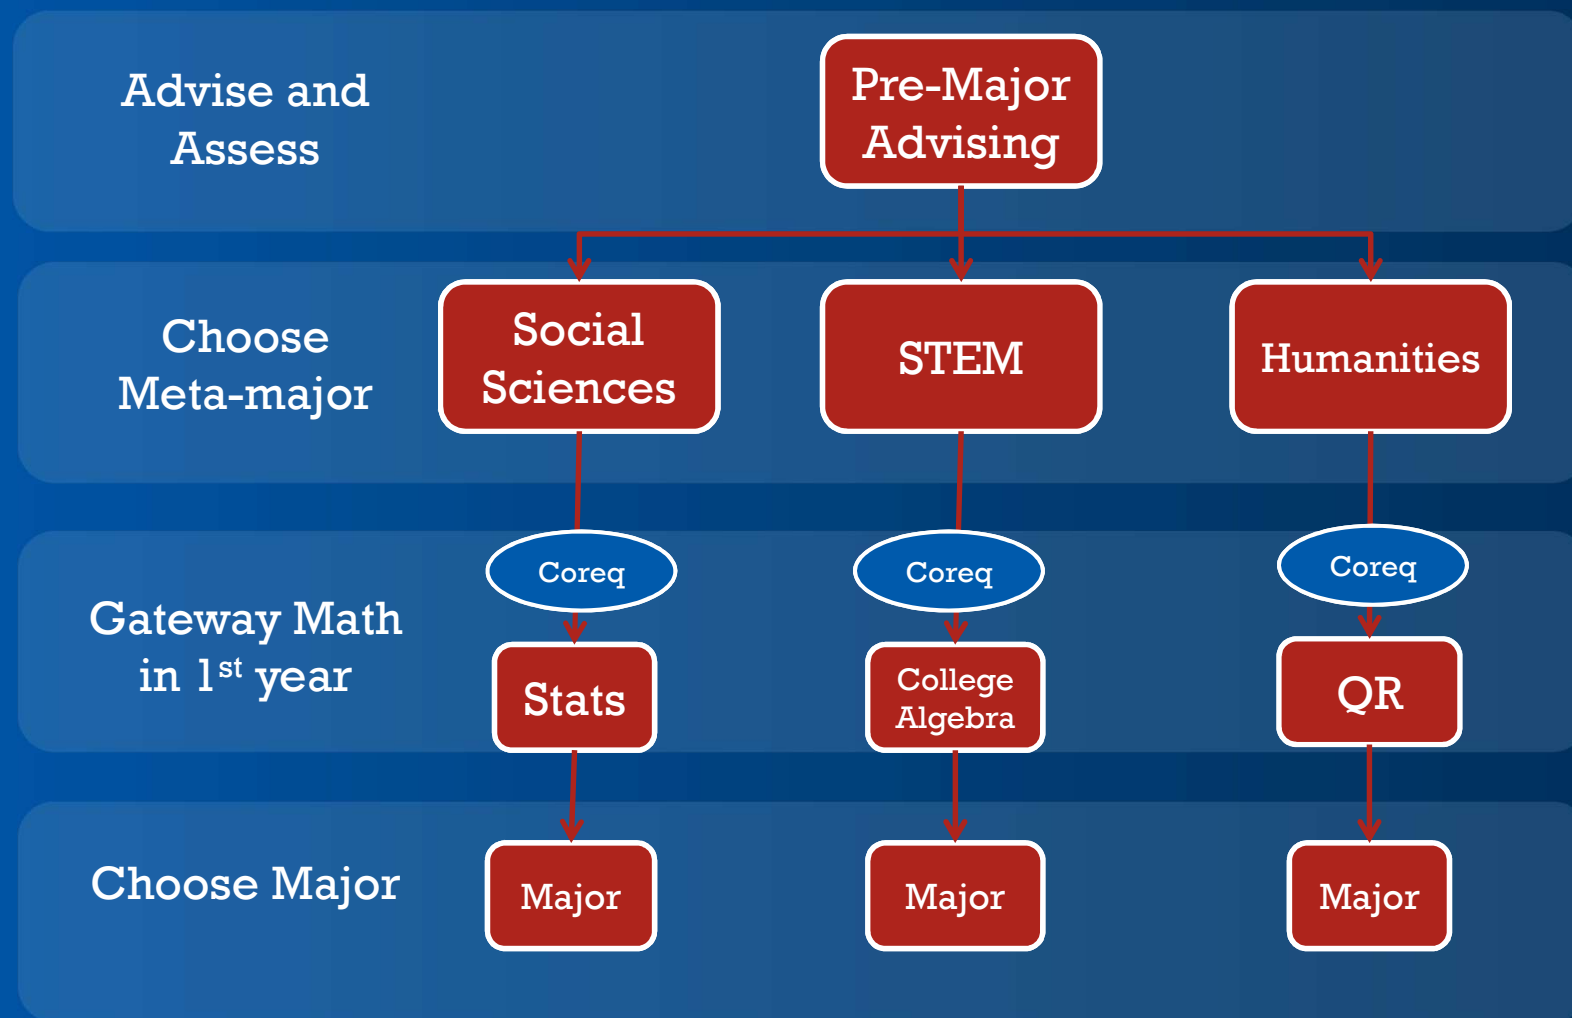 Advise and
Assess
Pre-Major
Advising
Choose
Meta-major
Social
Sciences
STEM
Humanities
Gateway Math
in 1st year
Coreq
Coreq
Coreq
Stats
College
Algebra
QR
Choose Major
Major
Major
Major